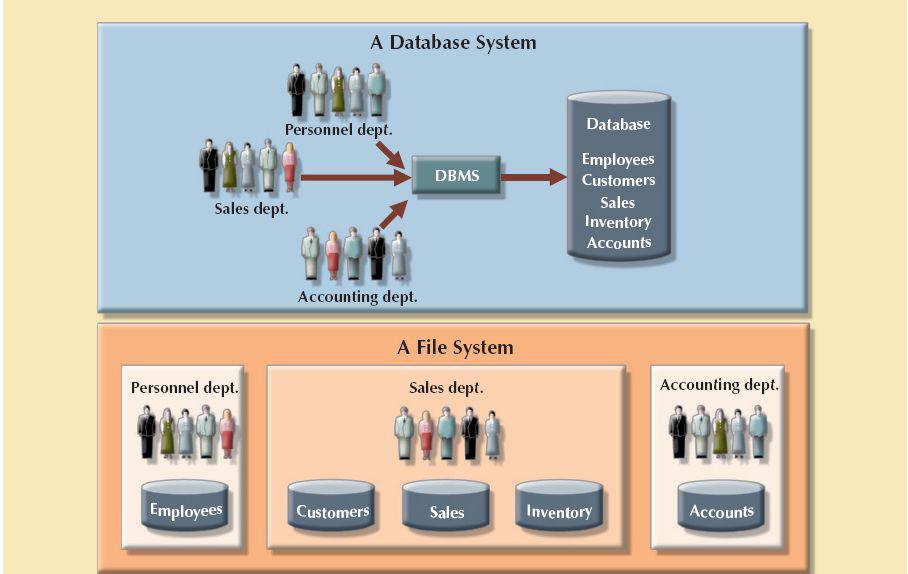 A Database System
Personnel dept.
Sales dept.
Accounting dept.
DBMS
Database
Employees
Customers
Sales
Inventory
Accounts
A File System
Personnel dept.
Employees
Sales dept.
Customers
Sales
Inventory
Accounting dept.
Accounts